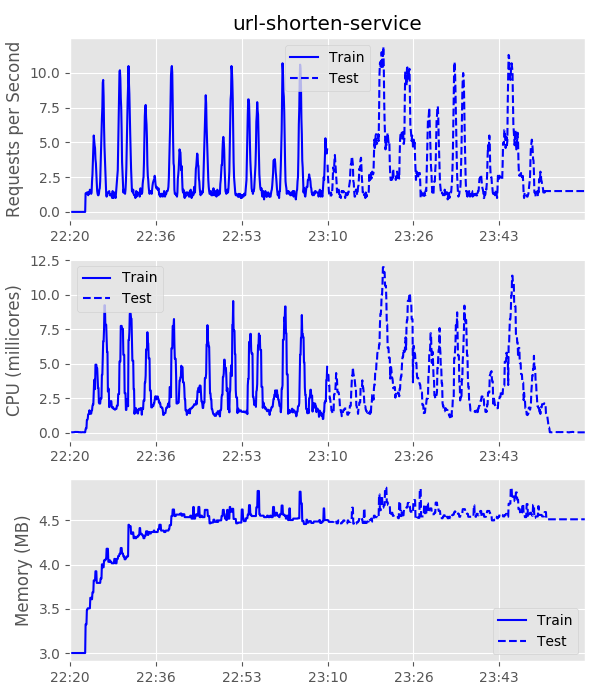 url-shorten-service
Requests per Second
10.0
7.5
5.0
2.5
0.0
Train
Test
22:20 22:36 22:53 23:10 23:26 23:43
CPU (millicores)
12.5
10.0
7.5
5.0
2.5
0.0
Train
Test
22:20 22:36 22:53 23:10 23:26 23:43
Memory (MB)
4.5
4.0
3.5
3.0
Train
Test
22:20 22:36 22:53 23:10 23:26 23:43